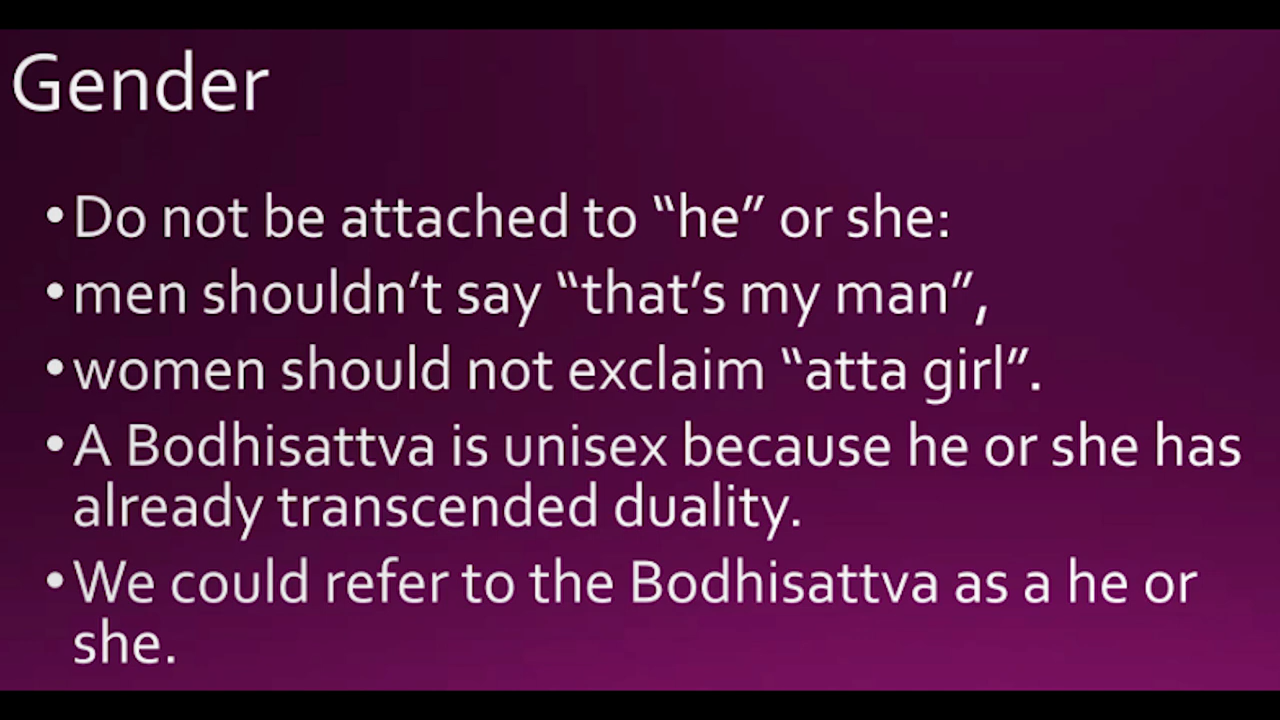 Gender
•Do not be attached to “he” or she:
•men shouldn’t say “that’s my man”,
•women should not exclaim “atta girl”.
•A Bodhisattva is unisex because he or she has
already transcended duality.
•We could refer to the Bodhisattva as a he or
she.